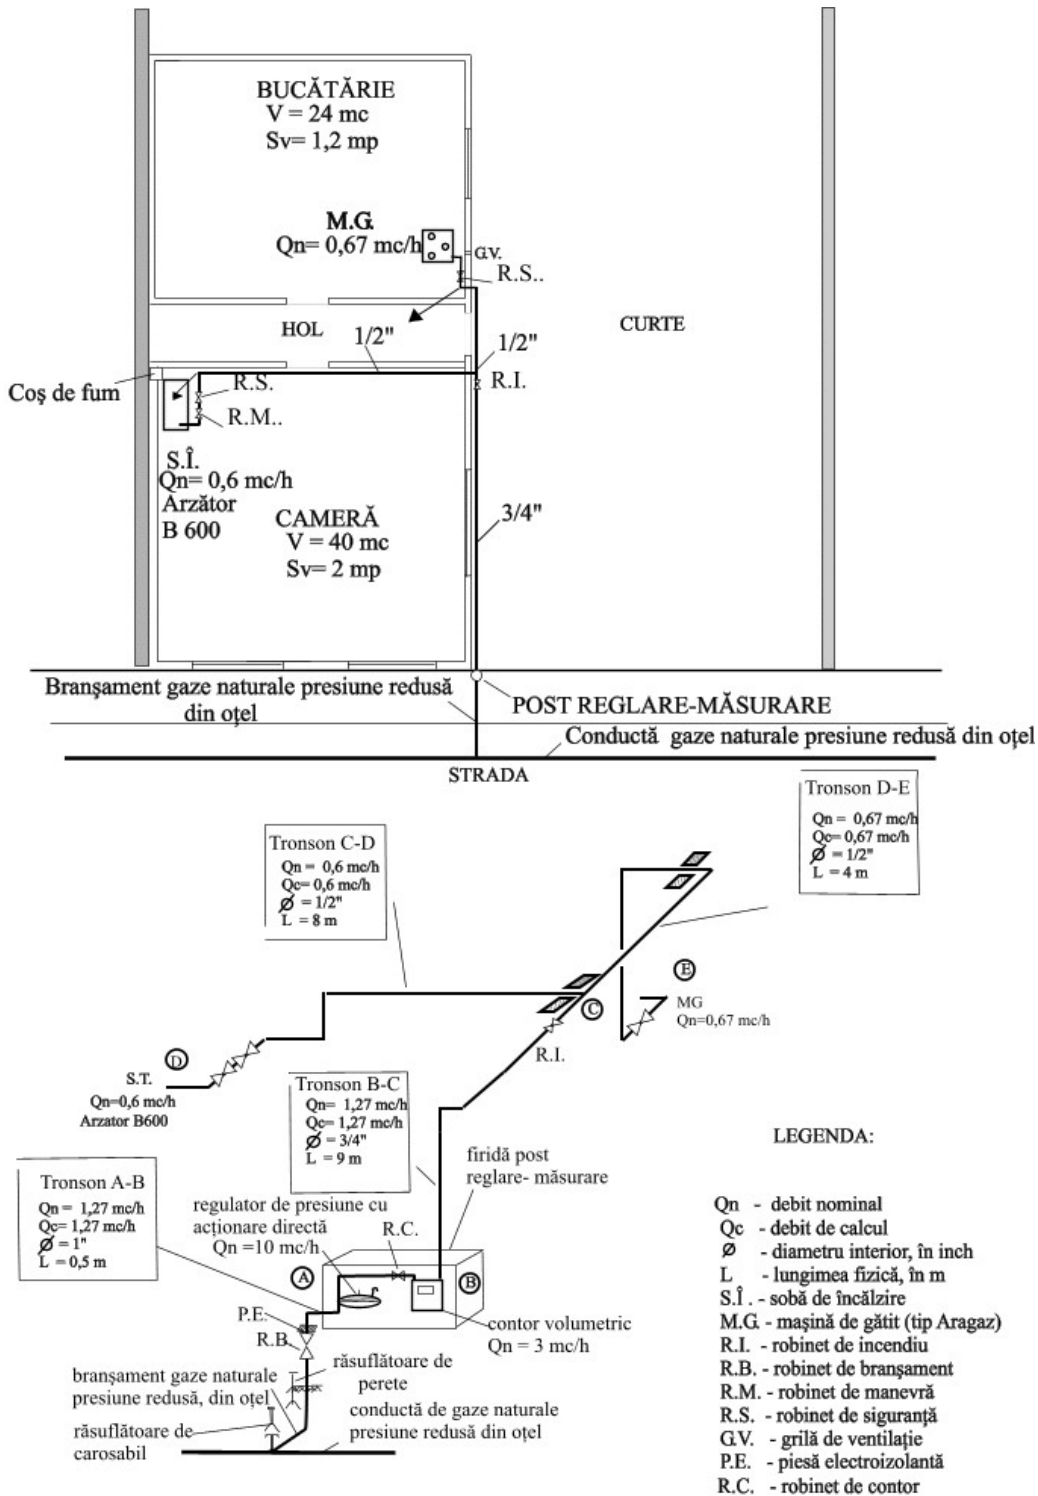 BUCĂTĂRIE
V = 24 mc
Sv= 1,2 mp
M.G.
Qn= 0,67 mc/h
G.V.
R.S..
HOL
1/2"
1/2"
CURTE
R.I.
Coş de fum
R.S.
R.M..
S.Î.
Qn= 0,6 mc/h
Arzător
B 600
CAMERĂ
V = 40 mc
Sv= 2 mp
3/4"
Branşament gaze naturale presiune redusă
din oţel
POST REGLARE-MĂSURARE
Conductă gaze naturale presiune redusă din oţel
STRADA
Tronson D-E
Qn = 0,67 mc/h
Qc= 0,67 mc/h
Ø = 1/2"
L = 4 m
Tronson C-D
Qn = 0,6 mc/h
Qc= 0,6 mc/h
Ø = 1/2"
L = 8 m
E
MG
Qn=0,67 mc/h
C
R.I.
D
S.T.
Qn=0,6 mc/h
Arzator B600
Tronson B-C
Qn= 1,27 mc/h
Qc= 1,27 mc/h
Ø = 3/4"
L = 9 m
Tronson A-B
Qn = 1,27 mc/h
Qc= 1,27 mc/h
Ø = 1"
L = 0,5 m
firidă post
reglare- măsurare
regulator de presiune cu
acţionare directă
Qn =10 mc/h
R.C.
A
B
P.E.
R.B
contor volumetric
Qn = 3 mc/h
branşament gaze naturale
presiune redusă, din oţel
răsuflătoare de
perete
răsuflătoare de
carosabil
conductă de gaze naturale
presiune redusă din oţel
LEGENDA:
Qn - debit nominal
Qc - debit de calcul
Ø - diametru interior, în inch
L - lungimea fizică, în m
S.Î . - sobă de încălzire
M.G. - maşină de gătit (tip Aragaz)
R.I. - robinet de incendiu
R.B. - robinet de branşament
R.M. - robinet de manevră
R.S. - robinet de siguranţă
G.V. - grilă de ventilaţie
P.E. - piesă electroizolantă
R.C. - robinet de contor